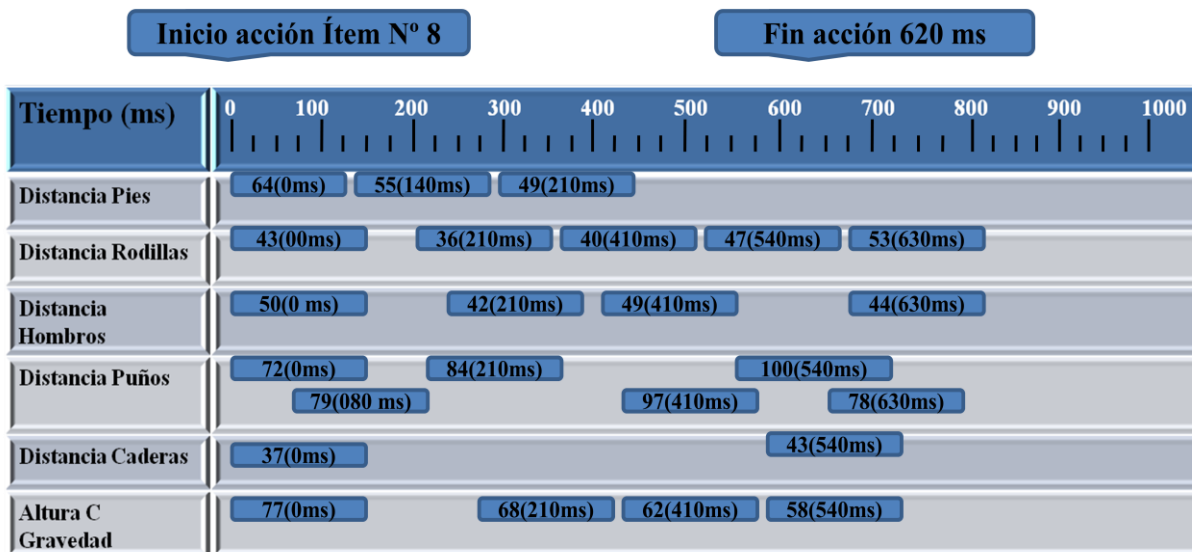 Inicio acción Ítem Nº 8
Fin acción 620 ms
Tiempo (ms)
0 100 200 300 400 500 600 700 800 900 1000
Distancia Pies
64(0ms) 55(140ms) 49(210ms)
Distancia Rodillas
43(00ms) 36(210ms) 40(410ms) 47(540ms) 53(630ms)
Distancia
Hombros
50(0 ms) 42(210ms) 49(410ms) 44(630ms)
Distancia Puños
72(0ms) 84(210ms) 100(540ms)
79(080 ms) 97(410ms) 78(630ms)
Distancia Caderas
37(0ms) 43(540ms)
Altura C
Gravedad
77(0ms) 68(210ms) 62(410ms) 58(540ms)